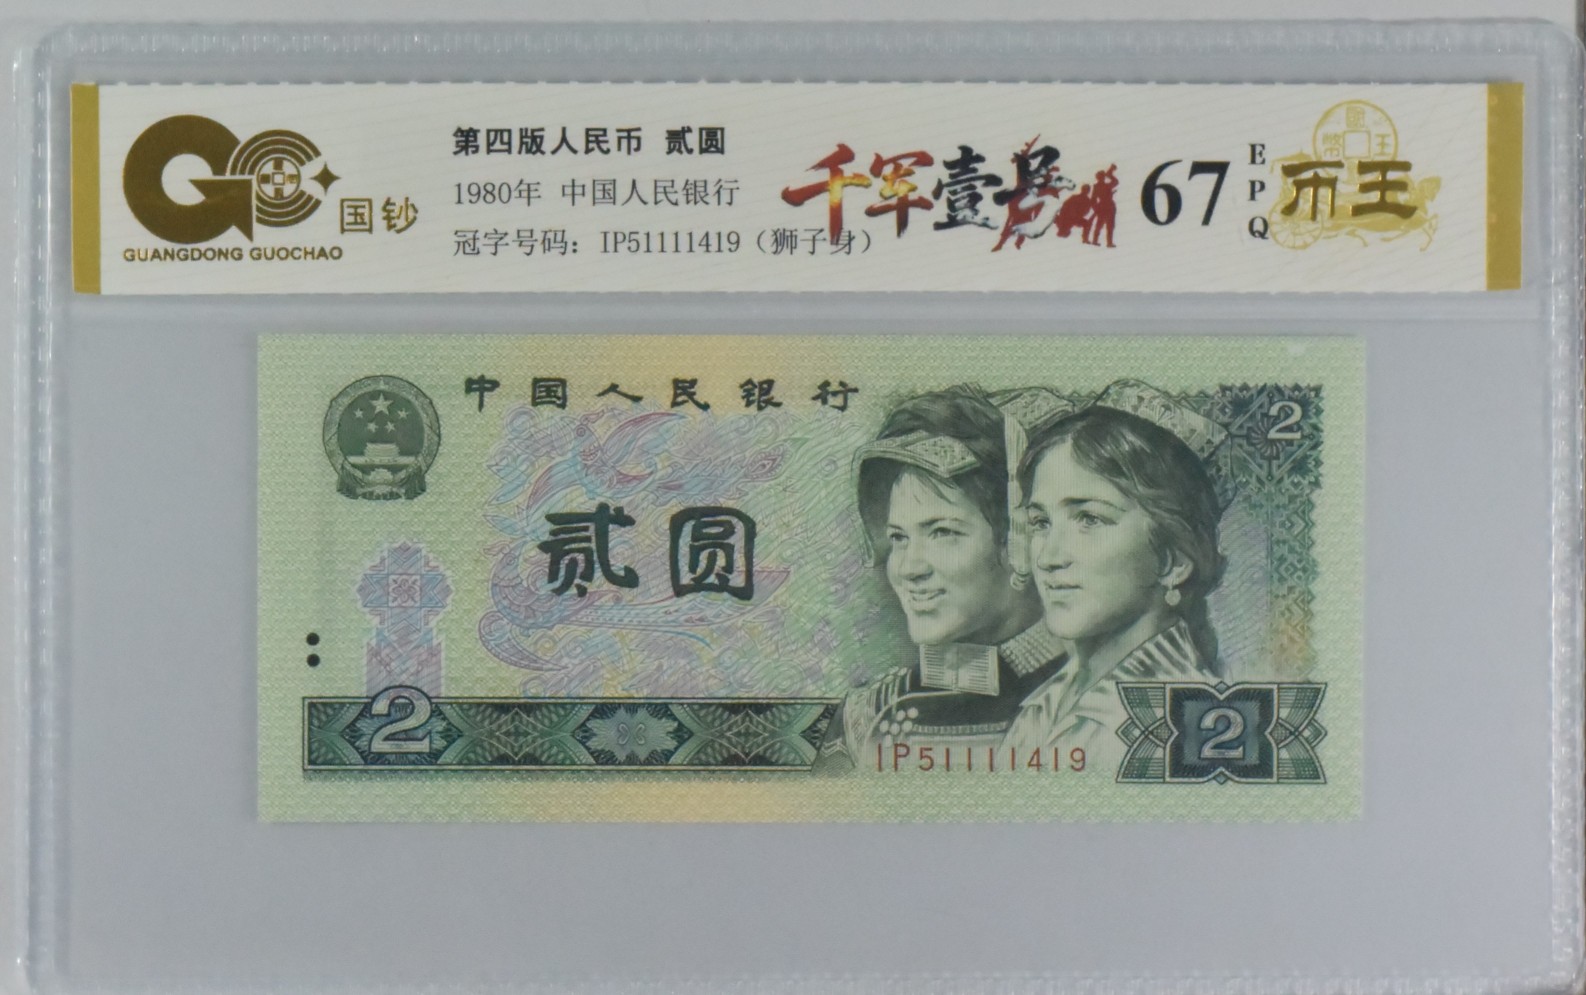 GC
国钞
GUANGDONG GUOCHAO
第四版人民币 贰圆
1980年 中国人民银行
冠字号码：IP51111419（狮子身）
千军壹号
67
EPQ
币王
中国人民银行
贰圆
2
2
2
IP51111419